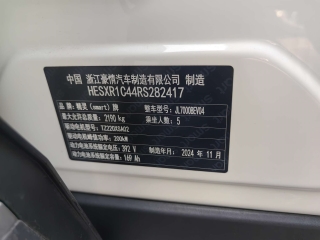 中国 浙江豪情汽车制造有限公司 制造
HESXR1C44RS282417
品牌：精灵（smart）牌 整车型号：JL7000BEV04
最大允许总质量：2190 kg 乘坐人数：5
驱动电机型号：TZ220XSA02
驱动电机峰值功率：200kW
动力电池系统额定电压：392 V 制造年月：2024 年 11 月
动力电池系统额定容量：169 Ah